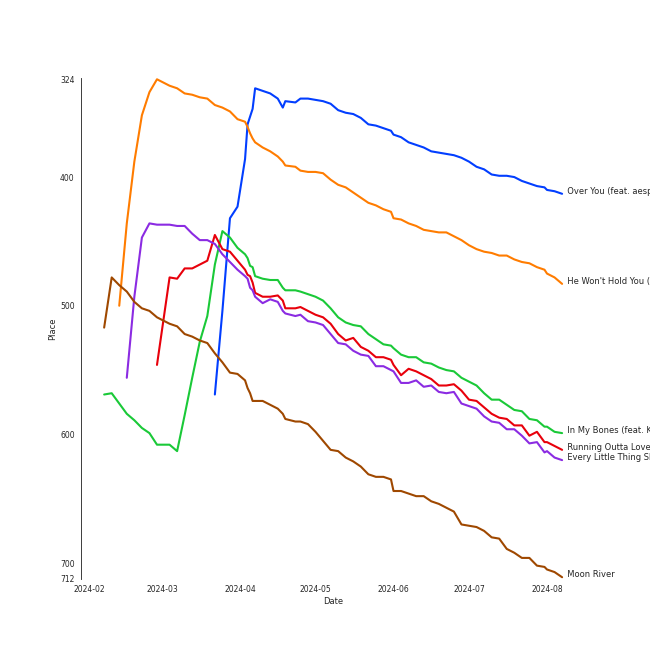 324
400
500
600
700
712
Place
2024-02
2024-03
2024-04
2024-05
2024-06
2024-07
2024-08
Date
Over You (feat. aesp
He Won't Hold You (
In My Bones (feat. K
Running Outta Love
Every Little Thing S
Moon River